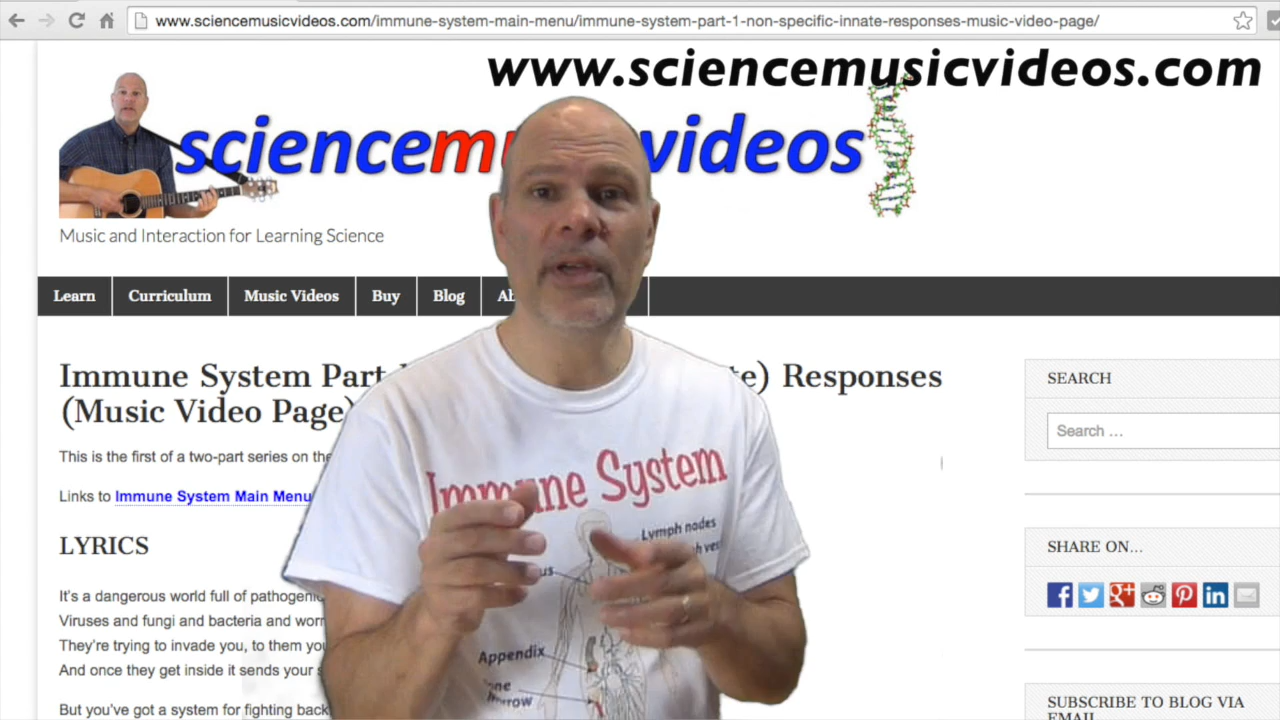 www.sciencemusicvideos.com/immune-system-main-menu/immune-system-part-1-non-specific-innate-responses-music-video-page/
www.sciencemusicvideos.com
science videos
Music and Interaction for Learning Science
Learn Curriculum Music Videos Buy Blog
Immune System Part Responses
(Music Video Page)
This is the first of a two-part series on the
Links to Immune System Main Menu
LYRICS
It's a dangerous world full of
Viruses and fungi and bacteria and
They're trying to invade you, to them
And once they get inside it sends your
But you've got a system for fighting back
Immune System
Lymph nodes
Appendix
SEARCH
Search ...
SHARE ON...
SUBSCRIBE TO BLOG VIA
EMAIL